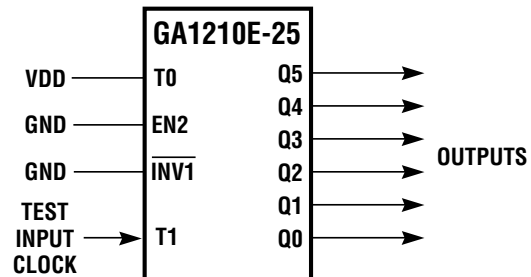 GA1210E-25
VDD T0 Q5
Q4
GND EN2
Q3
OUTPUTS
GND INV1 Q2
TEST
INPUT
CLOCK
T1
Q1
Q0